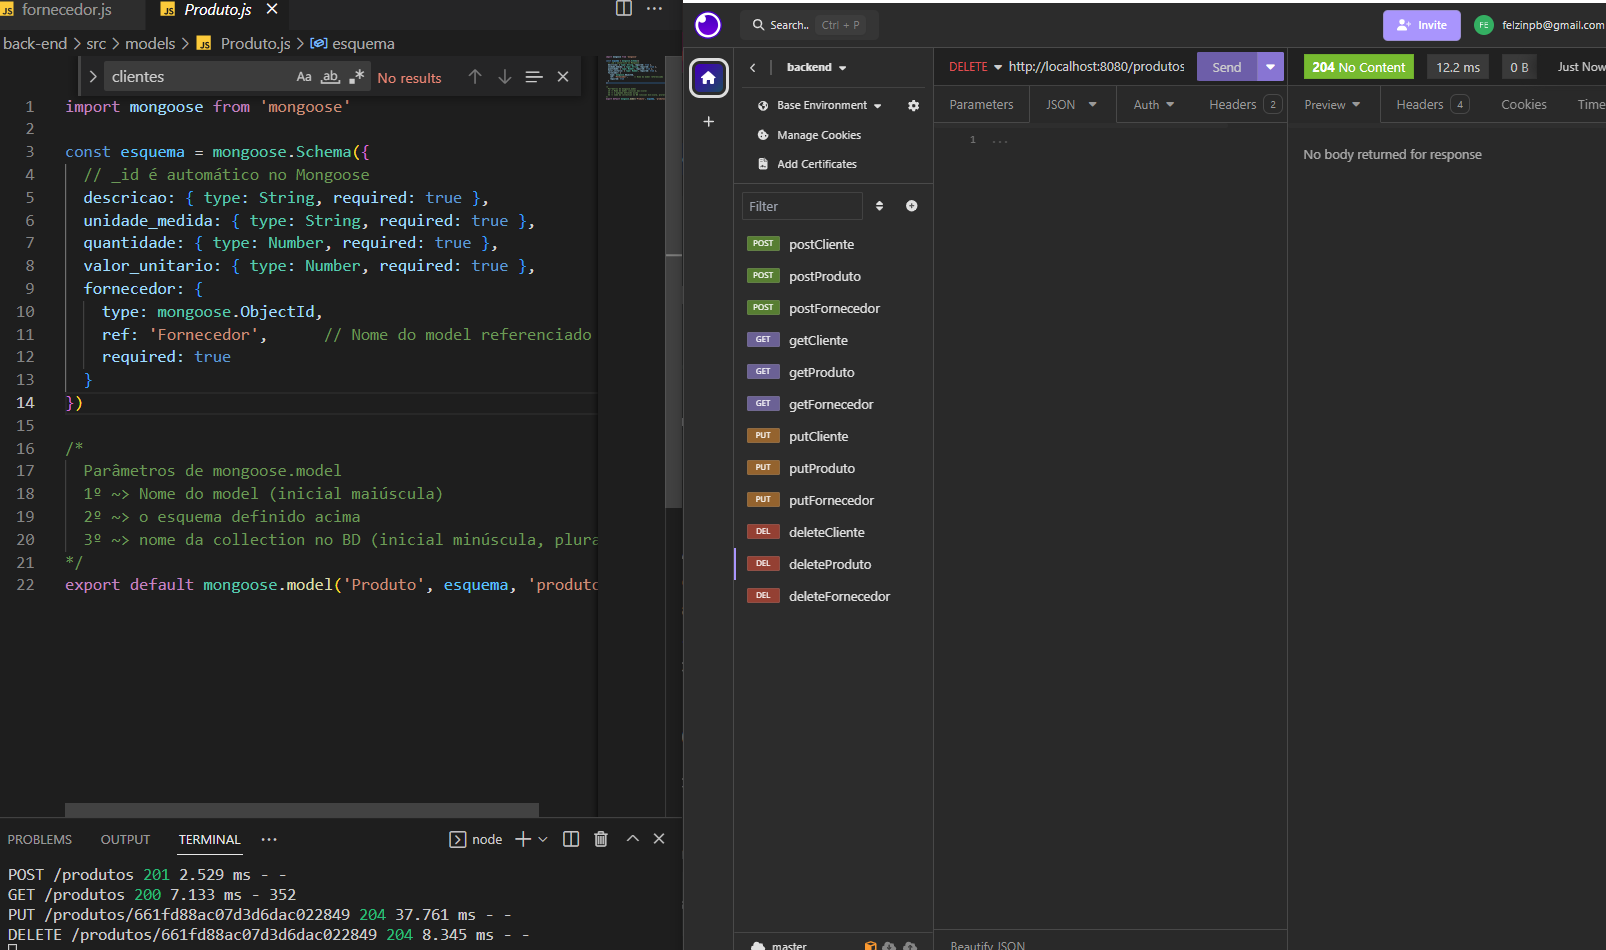 JS fornecedor.js JS Produto.js
back-end > src > models > JS Produto.js > esquema
clientes Aa ab .* No results
1 import mongoose from 'mongoose'
2
3 const esquema = mongoose.Schema({
4 // _id é automático no Mongoose
5 descricao: { type: String, required: true },
6 unidade_medida: { type: String, required: true },
7 quantidade: { type: Number, required: true },
8 valor_unitario: { type: Number, required: true },
9 fornecedor: {
10 type: mongoose.ObjectId,
11 ref: 'Fornecedor', // Nome do model referenciado
12 required: true
13 }
14 })
15
16 /*
17 Parâmetros de mongoose.model
18 1º ~> Nome do model (inicial maiúscula)
19 2º ~> o esquema definido acima
20 3º ~> nome da collection no BD (inicial minúscula, plura
21 */
22 export default mongoose.model('Produto', esquema, 'produto
PROBLEMS OUTPUT TERMINAL ··· node
POST /produtos 201 2.529 ms - -
GET /produtos 200 7.133 ms - 352
PUT /produtos/661fd88ac07d3d6dac022849 204 37.761 ms - -
DELETE /produtos/661fd88ac07d3d6dac022849 204 8.345 ms - -
Search.. Ctrl + P
Invite
FE felzinpb@gmail.com
backend
Base Environment
Manage Cookies
Add Certificates
Filter
POST postCliente
POST postProduto
POST postFornecedor
GET getCliente
GET getProduto
GET getFornecedor
PUT putCliente
PUT putProduto
PUT putFornecedor
DEL deleteCliente
DEL deleteProduto
DEL deleteFornecedor
master
DELETE http://localhost:8080/produtos Send
Parameters JSON Auth Headers 2
1 ...
Beautify JSON
204 No Content 12.2 ms 0 B Just Now
Preview Headers 4 Cookies Time
No body returned for response